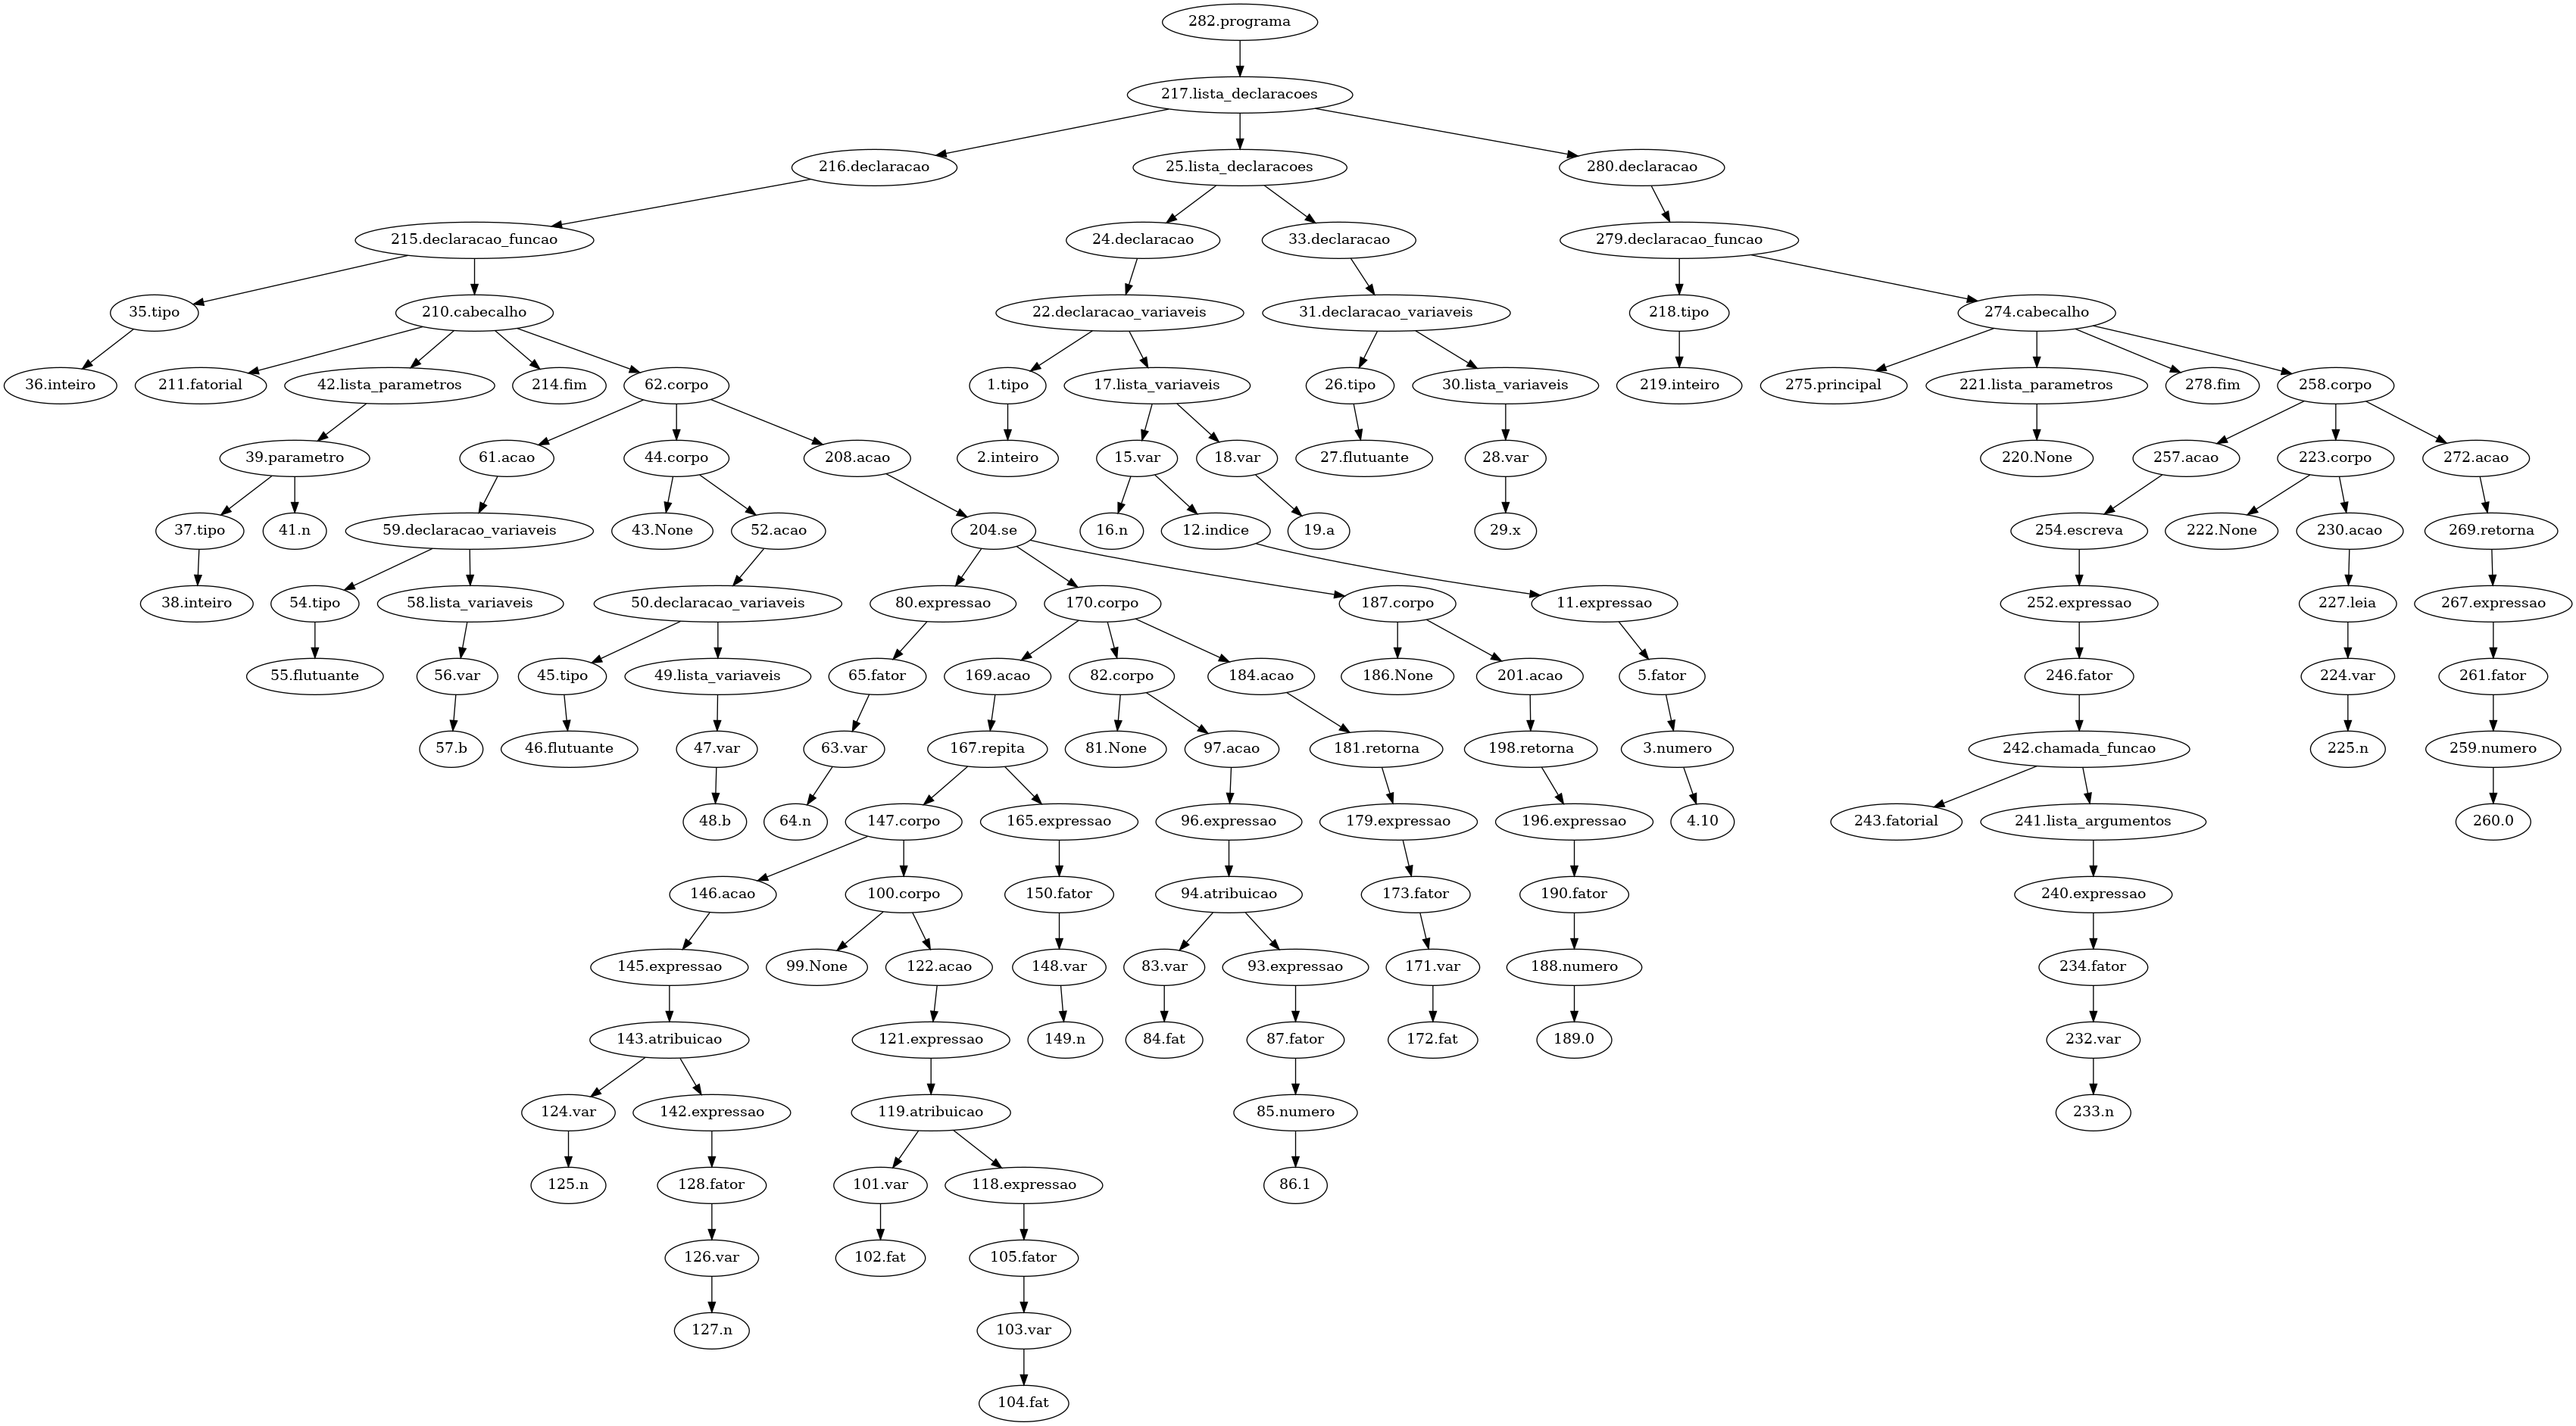 282.programa
217.lista_declaracoes
216.declaracao 25.lista_declaracoes 280.declaracao
215.declaracao_funcao 24.declaracao 33.declaracao 279.declaracao_funcao
35.tipo 210.cabecalho 22.declaracao_variaveis 31.declaracao_variaveis 218.tipo 274.cabecalho
36.inteiro 211.fatorial 42.lista_parametros 214.fim 62.corpo 1.tipo 17.lista_variaveis 26.tipo 30.lista_variaveis 219.inteiro 275.principal 221.lista_parametros 278.fim 258.corpo
39.parametro 61.acao 44.corpo 208.acao 2.inteiro 15.var 18.var 27.flutuante 28.var 220.None 257.acao 223.corpo 272.acao
37.tipo 41.n 59.declaracao_variaveis 43.None 52.acao 204.se 16.n 12.indice 19.a 29.x 254.escreva 222.None 230.acao 269.retorna
38.inteiro 54.tipo 58.lista_variaveis 50.declaracao_variaveis 80.expressao 170.corpo 187.corpo 11.expressao 252.expressao 227.leia 267.expressao
55.flutuante 56.var 45.tipo 49.lista_variaveis 65.fator 169.acao 82.corpo 184.acao 186.None 201.acao 5.fator 246.fator 224.var 261.fator
57.b 46.flutuante 47.var 63.var 167.repita 81.None 97.acao 181.retorna 198.retorna 3.numero 242.chamada_funcao 225.n 259.numero
48.b 64.n 147.corpo 165.expressao 96.expressao 179.expressao 196.expressao 4.10 243.fatorial 241.lista_argumentos 260.0
146.acao 100.corpo 150.fator 94.atribuicao 173.fator 190.fator 240.expressao
145.expressao 99.None 122.acao 148.var 83.var 93.expressao 171.var 188.numero 234.fator
143.atribuicao 121.expressao 149.n 84.fat 87.fator 172.fat 189.0 232.var
124.var 142.expressao 119.atribuicao 85.numero 233.n
125.n 128.fator 101.var 118.expressao 86.1
126.var 102.fat 105.fator
127.n 103.var
104.fat